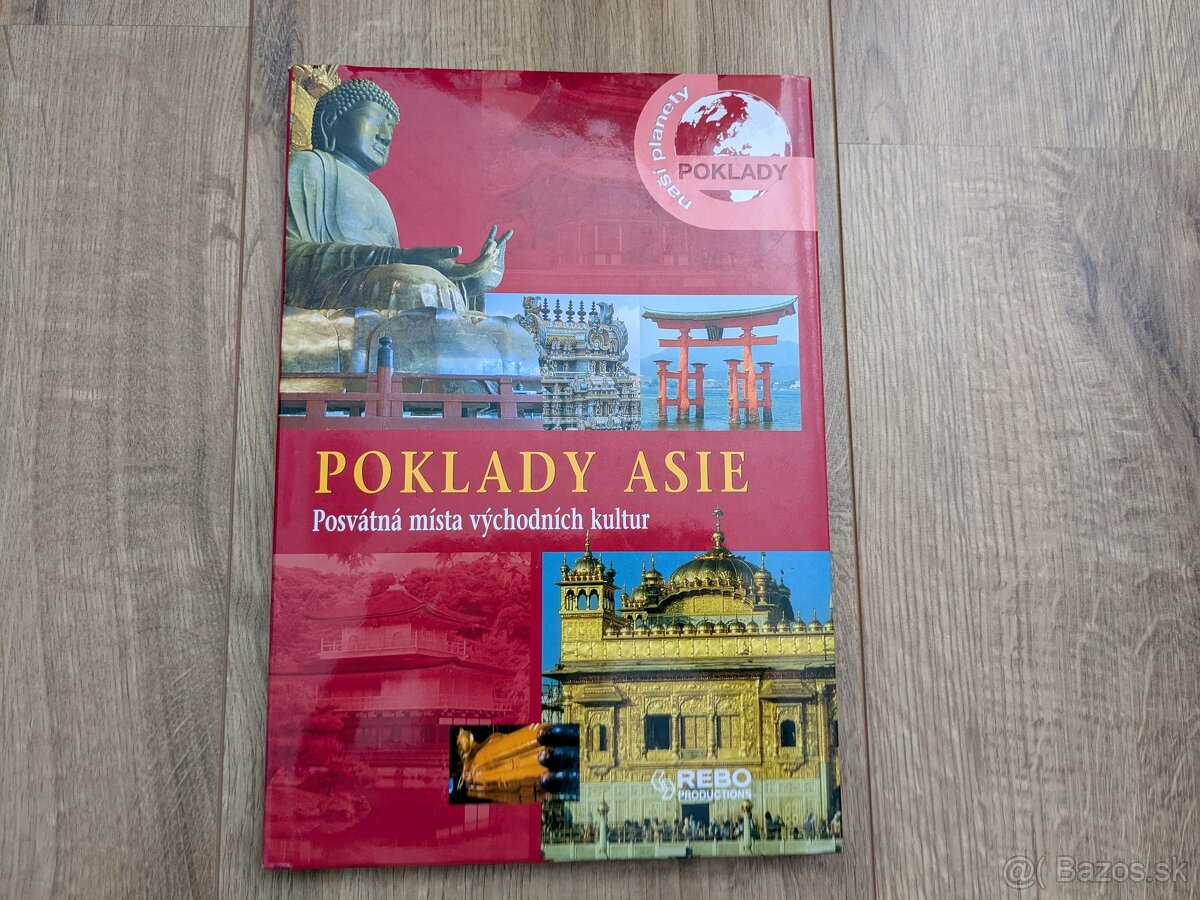 naší planety
POKLADY
POKLADY ASIE
Posvátná místa východních kultur
REBO
PRODUCTIONS
@( Bazos.sk